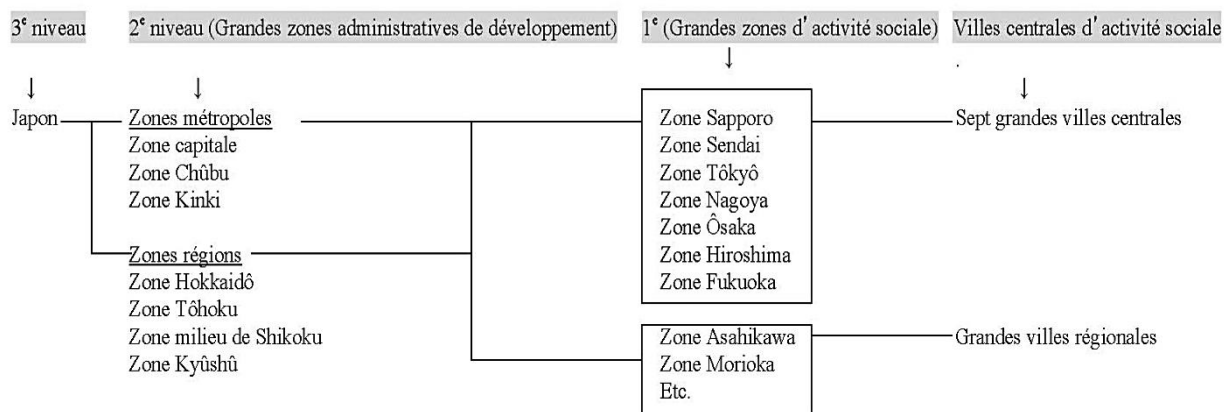 3e niveau
2e niveau (Grandes zones administratives de développement)
1e (Grandes zones d' activité sociale)
Villes centrales d' activité sociale
.
↓ ↓ ↓ ↓
Japon
Zones métropoles
Zone capitale
Zone Chûbu
Zone Kinki
Zones régions
Zone Hokkaidô
Zone Tôhoku
Zone milieu de Shikoku
Zone Kyûshû
Zone Sapporo
Zone Sendai
Zone Tôkyô
Zone Nagoya
Zone Ôsaka
Zone Hiroshima
Zone Fukuoka
Zone Asahikawa
Zone Morioka
Etc.
Sept grandes villes centrales
Grandes villes régionales